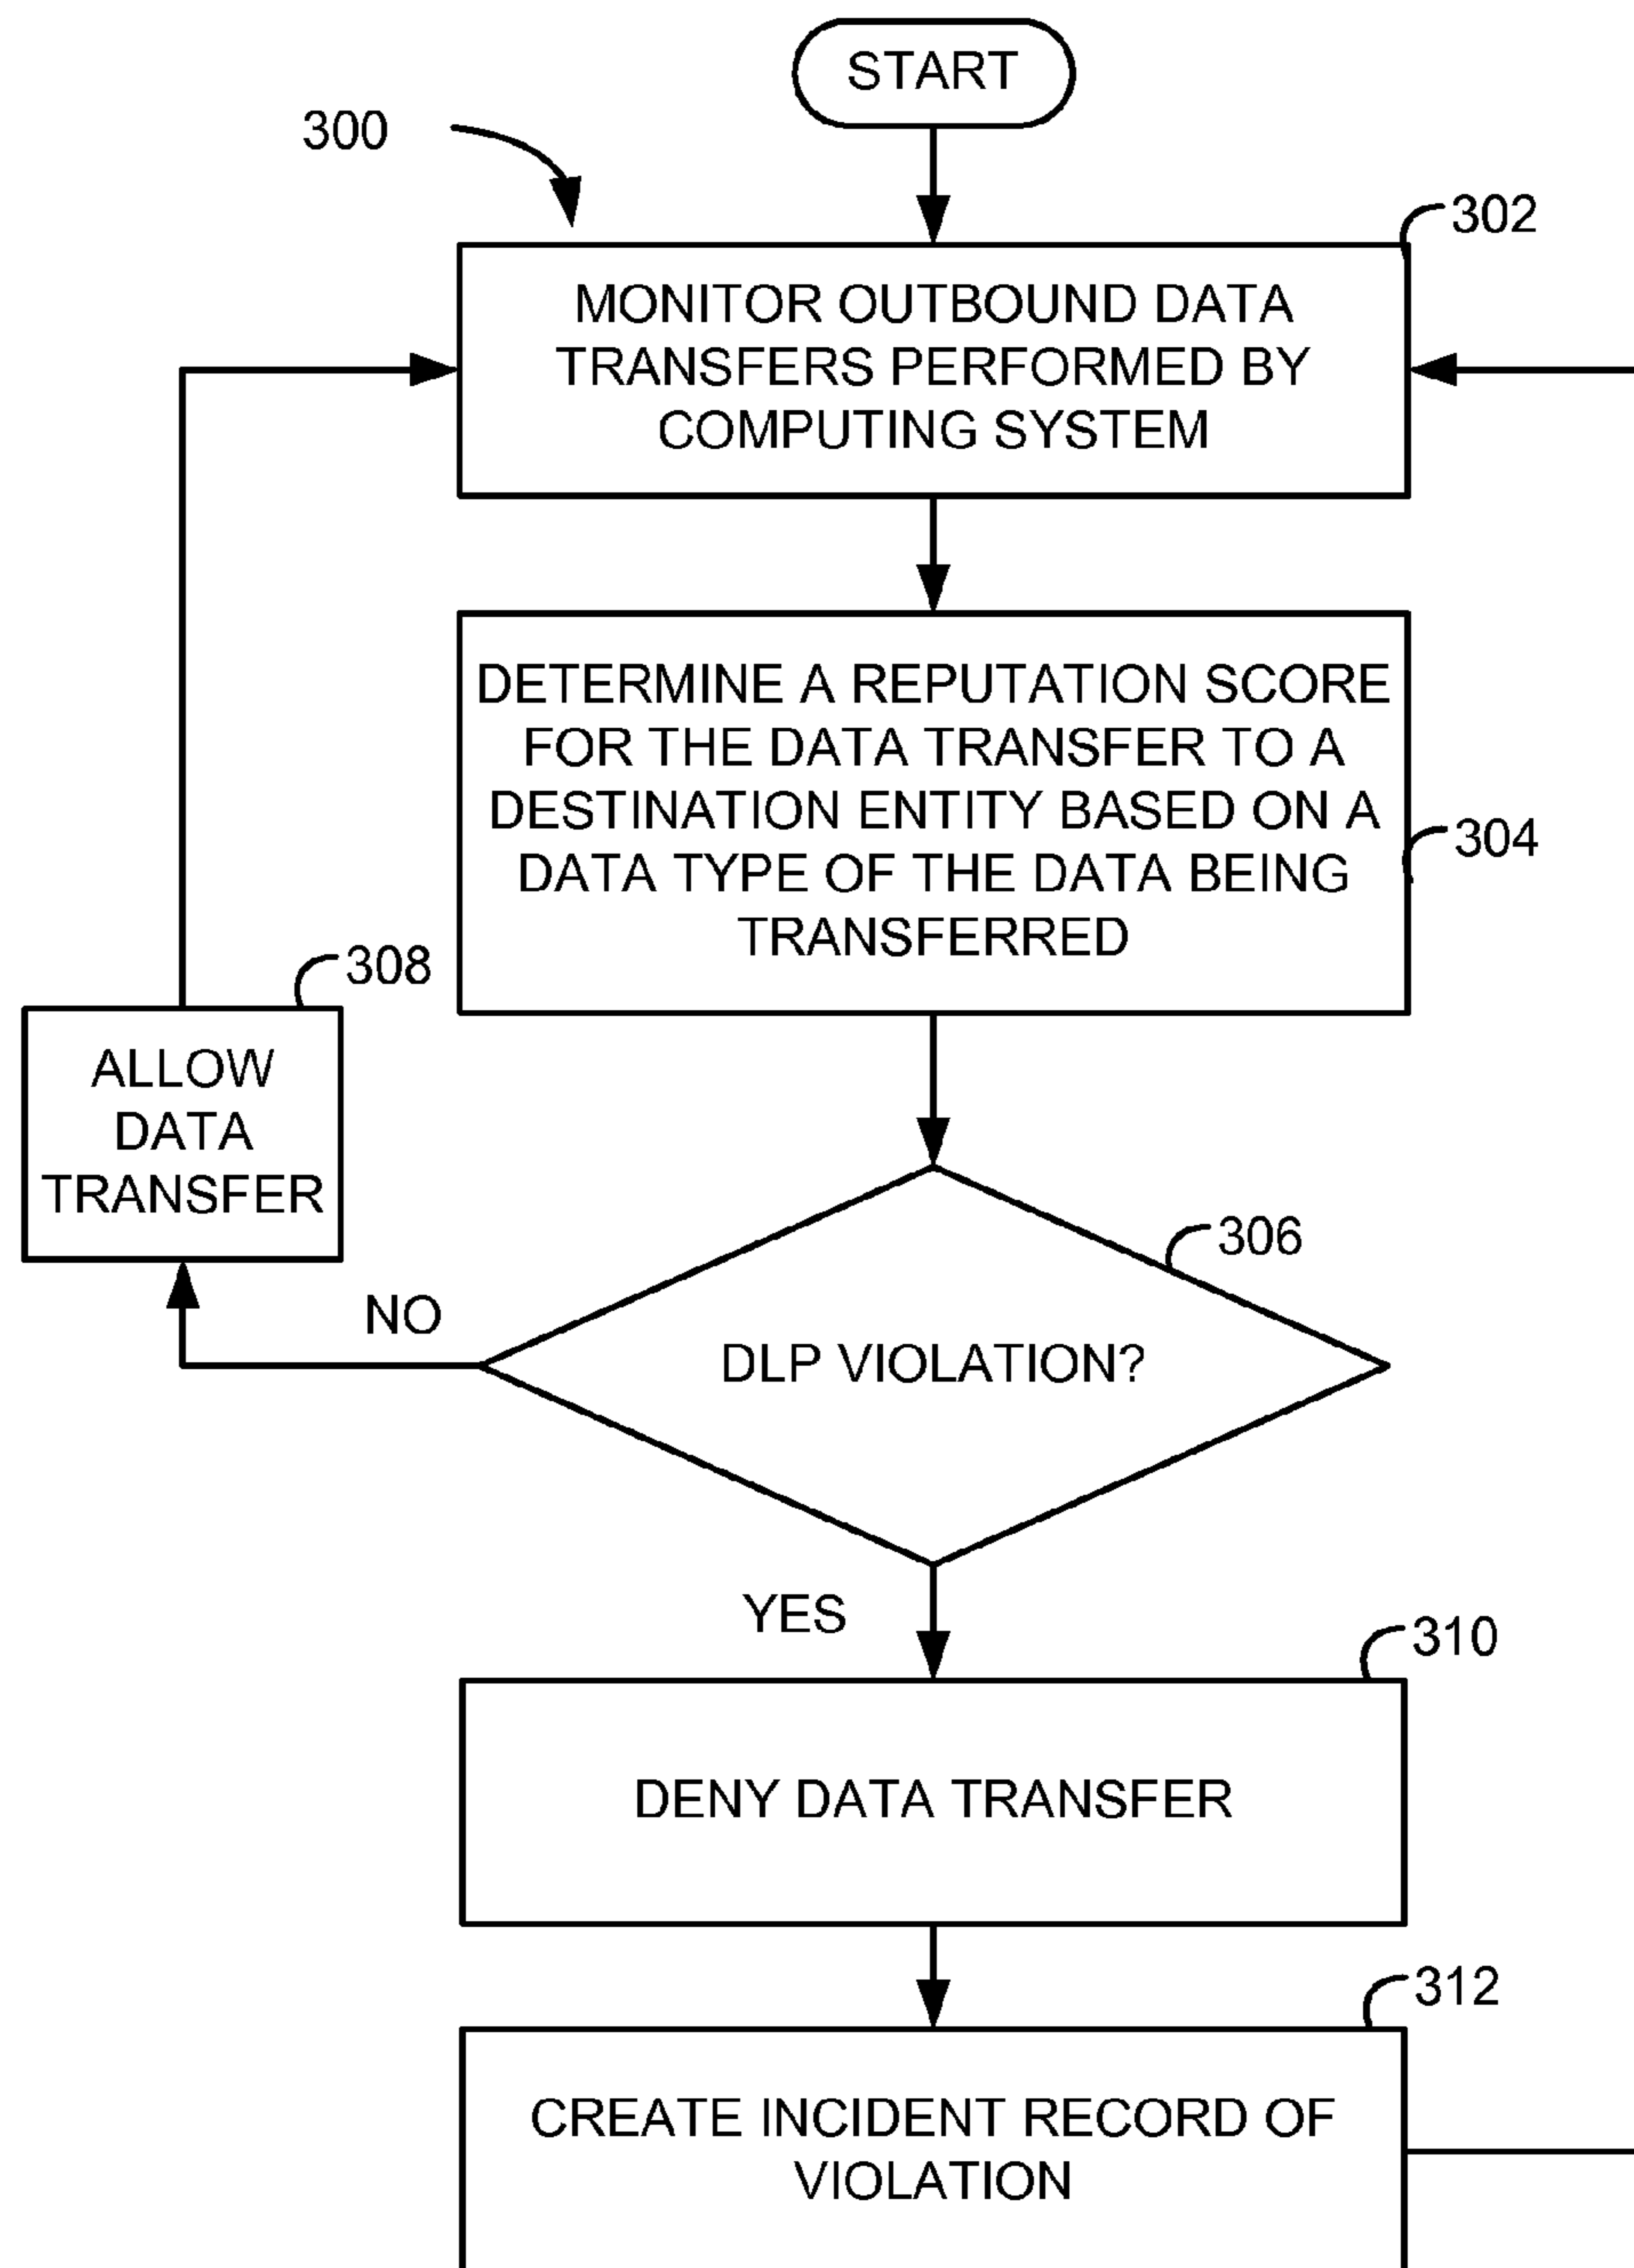 START
300
302
MONITOR OUTBOUND DATA
TRANSFERS PERFORMED BY
COMPUTING SYSTEM
DETERMINE A REPUTATION SCORE
FOR THE DATA TRANSFER TO A
DESTINATION ENTITY BASED ON A
DATA TYPE OF THE DATA BEING
TRANSFERRED
304
308
ALLOW
DATA
TRANSFER
306
NO
DLP VIOLATION?
YES
310
DENY DATA TRANSFER
312
CREATE INCIDENT RECORD OF
VIOLATION